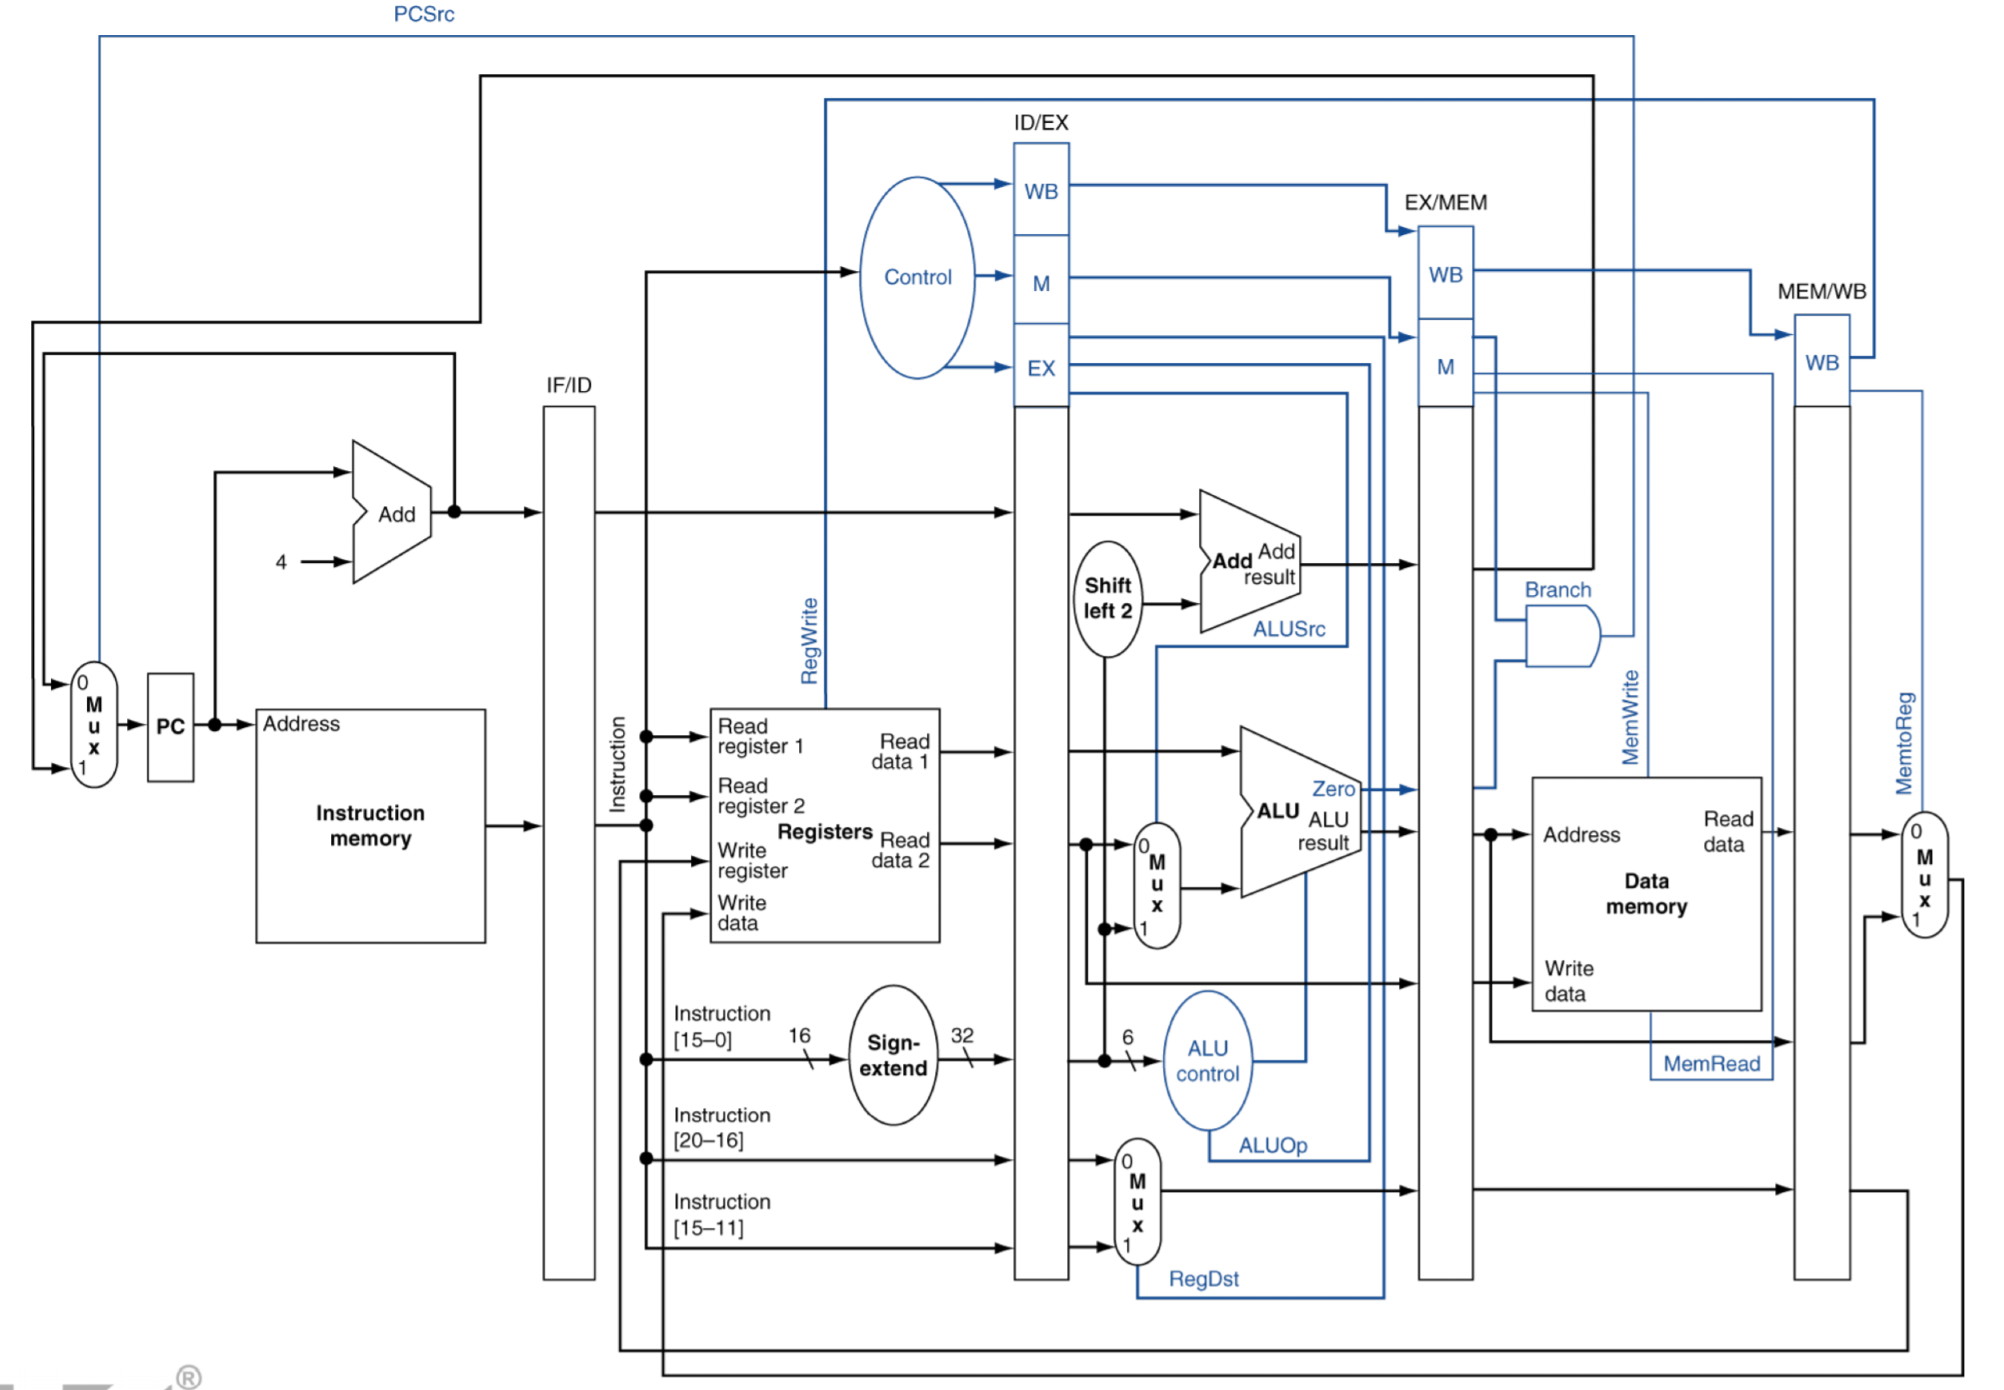 PCSrc
ID/EX
WB
EX/MEM
Control
M
WB
MEM/WB
EX
M
WB
IF/ID
Add
4
Add Add
result
Shift
left 2
Branch
ALUSrc
RegWrite
MemWrite
MemtoReg
0
M
u
x
1
PC
Address
Instruction
memory
Instruction
Read
register 1
Read
register 2
Write
register
Write
data
Registers
Read
data 1
Read
data 2
0
M
u
x
1
Zero
ALU
ALU
result
Address
Read
data
Data
memory
Write
data
0
M
u
x
1
Instruction
[15–0]
16
Sign-
extend
32
6
ALU
control
MemRead
Instruction
[20–16]
ALUOp
Instruction
[15–11]
0
M
u
x
1
RegDst
®